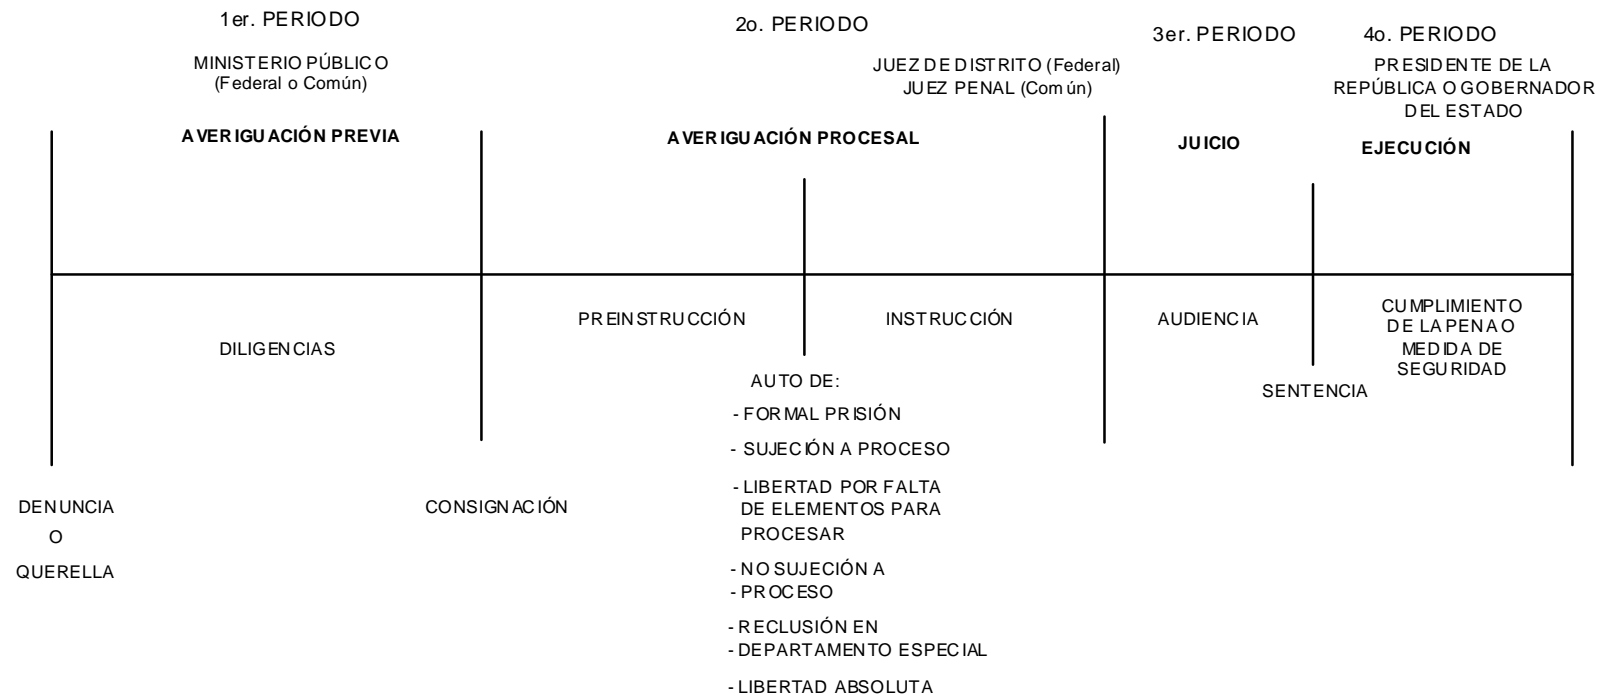 1er. PERIODO
MINISTERIO PÚBLICO
(Federal o Común)
AVERIGUACIÓN PREVIA
2o. PERIODO
JUEZ DE DISTRITO (Federal)
JUEZ PENAL (Común)
AVERIGUACIÓN PROCESAL
3er. PERIODO
JUICIO
4o. PERIODO
PRESIDENTE DE LA
REPÚBLICA O GOBERNADOR
DEL ESTADO
EJECUCIÓN
DILIGENCIAS
PREINSTRUCCIÓN
INSTRUCCIÓN
AUDIENCIA
CUMPLIMIENTO
DE LA PENA O
MEDIDA DE
SEGURIDAD
SENTENCIA
AUTO DE:
- FORMAL PRISIÓN
- SUJECIÓN A PROCESO
- LIBERTAD POR FALTA
DE ELEMENTOS PARA
PROCESAR
- NO SUJECIÓN A
- PROCESO
- RECLUSIÓN EN
- DEPARTAMENTO ESPECIAL
- LIBERTAD ABSOLUTA
DENUNCIA
O
QUERELLA
CONSIGNACIÓN